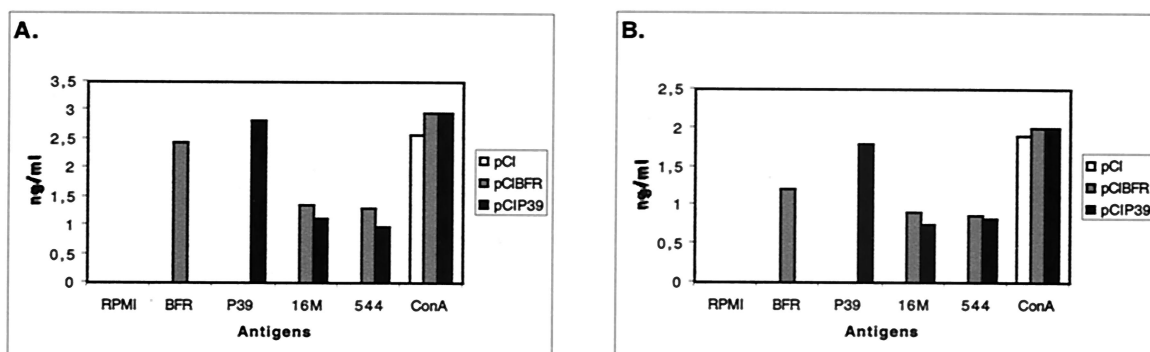 A.
3,5
3
2,5
2
1,5
1
0,5
0
ng/ml
RPMI BFR P39 16M 544 ConA
Antigens
pCI
pCIBFR
pCIP39
B.
2,5
2
1,5
1
0,5
0
ng/ml
RPMI BFR P39 16M 544 ConA
Antigens
pCI
pCIBFR
pCIP39